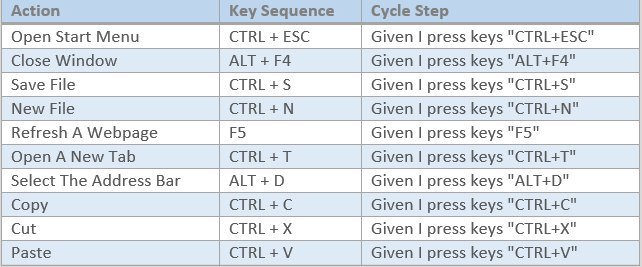 Action Key Sequence Cycle Step
Open Start Menu CTRL + ESC Given I press keys "CTRL+ESC"
Close Window ALT + F4 Given I press keys "ALT+F4"
Save File CTRL + S Given I press keys "CTRL+S"
New File CTRL + N Given I press keys "CTRL+N"
Refresh A Webpage F5 Given I press keys "F5"
Open A New Tab CTRL + T Given I press keys "CTRL+T"
Select The Address Bar ALT + D Given I press keys "ALT+D"
Copy CTRL + C Given I press keys "CTRL+C"
Cut CTRL + X Given I press keys "CTRL+X"
Paste CTRL + V Given I press keys "CTRL+V"